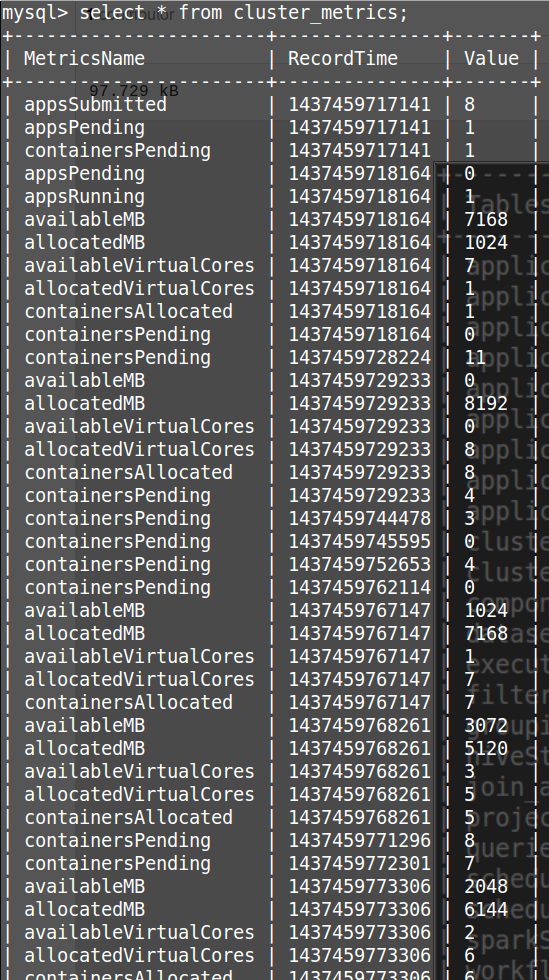 mysql> select * from cluster_metrics;
+----------------------+---------------+-------+
| MetricsName | RecordTime | Value |
+----------------------+---------------+-------+
97.729 kB
| appsSubmitted | 1437459717141 | 8 |
| appsPending | 1437459717141 | 1 |
| containersPending | 1437459717141 | 1 |
| appsPending | 1437459718164 | 0 |
| appsRunning | 1437459718164 | 1 |
| availableMB | 1437459718164 | 7168 |
| allocatedMB | 1437459718164 | 1024 |
| availableVirtualCores | 1437459718164 | 7 |
| allocatedVirtualCores | 1437459718164 | 1 |
| containersAllocated | 1437459718164 | 1 |
| containersPending | 1437459718164 | 0 |
| containersPending | 1437459728224 | 11 |
| availableMB | 1437459729233 | 0 |
| allocatedMB | 1437459729233 | 8192 |
| availableVirtualCores | 1437459729233 | 0 |
| allocatedVirtualCores | 1437459729233 | 8 |
| containersAllocated | 1437459729233 | 8 |
| containersPending | 1437459729233 | 4 |
| containersPending | 1437459744478 | 3 |
| containersPending | 1437459745595 | 0 |
| containersPending | 1437459752653 | 4 |
| containersPending | 1437459762114 | 0 |
| availableMB | 1437459767147 | 1024 |
| allocatedMB | 1437459767147 | 7168 |
| availableVirtualCores | 1437459767147 | 1 |
| allocatedVirtualCores | 1437459767147 | 7 |
| containersAllocated | 1437459767147 | 7 |
| availableMB | 1437459768261 | 3072 |
| allocatedMB | 1437459768261 | 5120 |
| availableVirtualCores | 1437459768261 | 3 |
| allocatedVirtualCores | 1437459768261 | 5 |
| containersAllocated | 1437459768261 | 5 |
| containersPending | 1437459771296 | 8 |
| containersPending | 1437459772301 | 7 |
| availableMB | 1437459773306 | 2048 |
| allocatedMB | 1437459773306 | 6144 |
| availableVirtualCores | 1437459773306 | 2 |
| allocatedVirtualCores | 1437459773306 | 6 |
| containersAllocated | 1437459773306 | 6 |